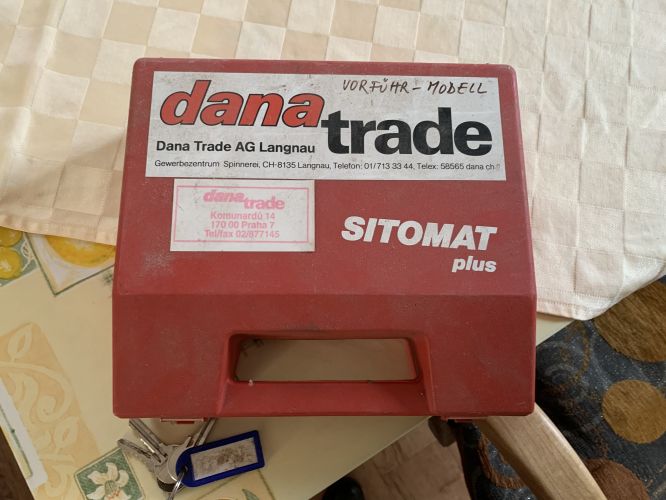 VORFÜHR-MODELL
dana trade
Dana Trade AG Langnau
Gewerbezentrum Spinnerei, CH-8135 Langnau, Telefon: 01/713 33 44, Telex: 58565 dana ch
dana trade
Komunardů 14
170 00 Praha 7
Tel/fax 02/877145
SITOMAT
plus